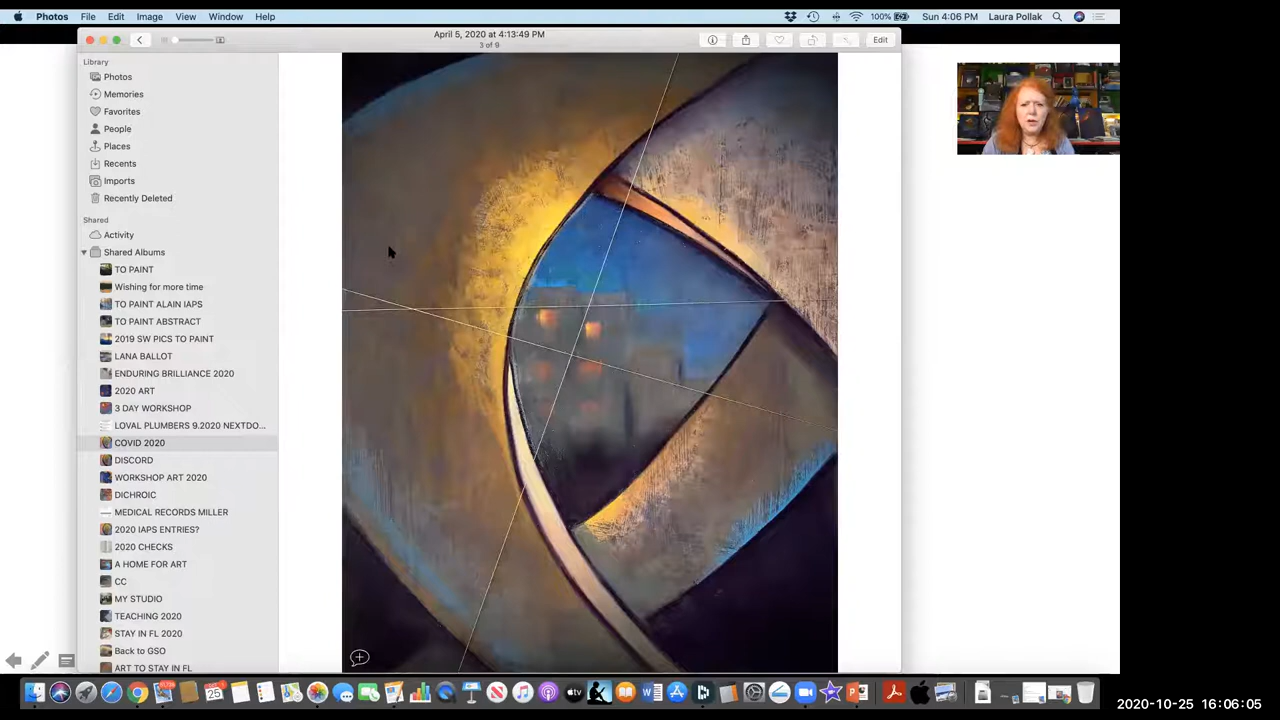 Photos File Edit Image View Window Help 100% Sun 4:06 PM Laura Pollak
April 5, 2020 at 4:13:49 PM
3 of 9
Edit
Library
Photos
Memories
Favorites
People
Places
Recents
Imports
Recently Deleted
Shared
Activity
Shared Albums
TO PAINT
Wishing for more time
TO PAINT ALAIN IAPS
TO PAINT ABSTRACT
2019 SW PICS TO PAINT
LANA BALLOT
ENDURING BRILLIANCE 2020
2020 ART
3 DAY WORKSHOP
LOVAL PLUMBERS 9.2020 NEXTDO...
COVID 2020
DISCORD
WORKSHOP ART 2020
DICHROIC
MEDICAL RECORDS MILLER
2020 IAPS ENTRIES?
2020 CHECKS
A HOME FOR ART
CC
MY STUDIO
TEACHING 2020
STAY IN FL 2020
Back to GSO
ART TO STAY IN FL
25
tv
2020-10-25 16:06:05